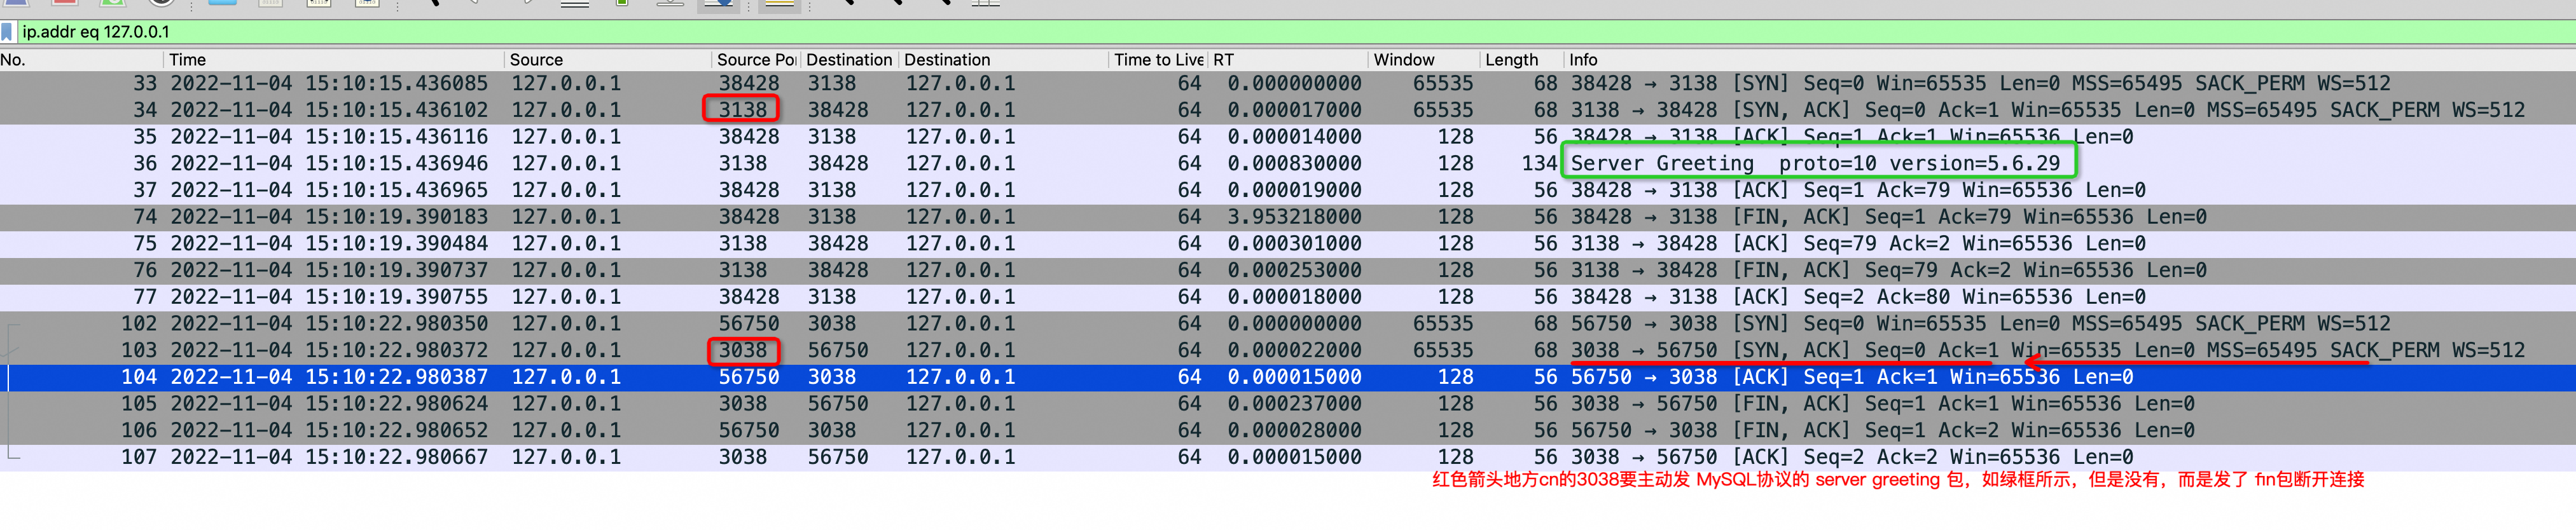 ip.addr eq 127.0.0.1
No. Time Source Source Por Destination Destination Time to Live RT Window Length Info
33 2022-11-04 15:10:15.436085 127.0.0.1 38428 3138 127.0.0.1 64 0.000000000 65535 68 38428 → 3138 [SYN] Seq=0 Win=65535 Len=0 MSS=65495 SACK_PERM WS=512
34 2022-11-04 15:10:15.436102 127.0.0.1 3138 38428 127.0.0.1 64 0.000017000 65535 68 3138 → 38428 [SYN, ACK] Seq=0 Ack=1 Win=65535 Len=0 MSS=65495 SACK_PERM WS=512
35 2022-11-04 15:10:15.436116 127.0.0.1 38428 3138 127.0.0.1 64 0.000014000 128 56 38428 → 3138 [ACK] Seq=1 Ack=1 Win=65536 Len=0
36 2022-11-04 15:10:15.436946 127.0.0.1 3138 38428 127.0.0.1 64 0.000830000 128 134 Server Greeting proto=10 version=5.6.29
37 2022-11-04 15:10:15.436965 127.0.0.1 38428 3138 127.0.0.1 64 0.000019000 128 56 38428 → 3138 [ACK] Seq=1 Ack=79 Win=65536 Len=0
74 2022-11-04 15:10:19.390183 127.0.0.1 38428 3138 127.0.0.1 64 3.953218000 128 56 38428 → 3138 [FIN, ACK] Seq=1 Ack=79 Win=65536 Len=0
75 2022-11-04 15:10:19.390484 127.0.0.1 3138 38428 127.0.0.1 64 0.000301000 128 56 3138 → 38428 [ACK] Seq=79 Ack=2 Win=65536 Len=0
76 2022-11-04 15:10:19.390737 127.0.0.1 3138 38428 127.0.0.1 64 0.000253000 128 56 3138 → 38428 [FIN, ACK] Seq=79 Ack=2 Win=65536 Len=0
77 2022-11-04 15:10:19.390755 127.0.0.1 38428 3138 127.0.0.1 64 0.000018000 128 56 38428 → 3138 [ACK] Seq=2 Ack=80 Win=65536 Len=0
102 2022-11-04 15:10:22.980350 127.0.0.1 56750 3038 127.0.0.1 64 0.000000000 65535 68 56750 → 3038 [SYN] Seq=0 Win=65535 Len=0 MSS=65495 SACK_PERM WS=512
103 2022-11-04 15:10:22.980372 127.0.0.1 3038 56750 127.0.0.1 64 0.000022000 65535 68 3038 → 56750 [SYN, ACK] Seq=0 Ack=1 Win=65535 Len=0 MSS=65495 SACK_PERM WS=512
104 2022-11-04 15:10:22.980387 127.0.0.1 56750 3038 127.0.0.1 64 0.000015000 128 56 56750 → 3038 [ACK] Seq=1 Ack=1 Win=65536 Len=0
105 2022-11-04 15:10:22.980624 127.0.0.1 3038 56750 127.0.0.1 64 0.000237000 128 56 3038 → 56750 [FIN, ACK] Seq=1 Ack=1 Win=65536 Len=0
106 2022-11-04 15:10:22.980652 127.0.0.1 56750 3038 127.0.0.1 64 0.000028000 128 56 56750 → 3038 [FIN, ACK] Seq=1 Ack=2 Win=65536 Len=0
107 2022-11-04 15:10:22.980667 127.0.0.1 3038 56750 127.0.0.1 64 0.000015000 128 56 3038 → 56750 [ACK] Seq=2 Ack=2 Win=65536 Len=0
红色箭头地方cn的3038要主动发 MySQL协议的 server greeting 包，如绿框所示，但是没有，而是发了 fin包断开连接